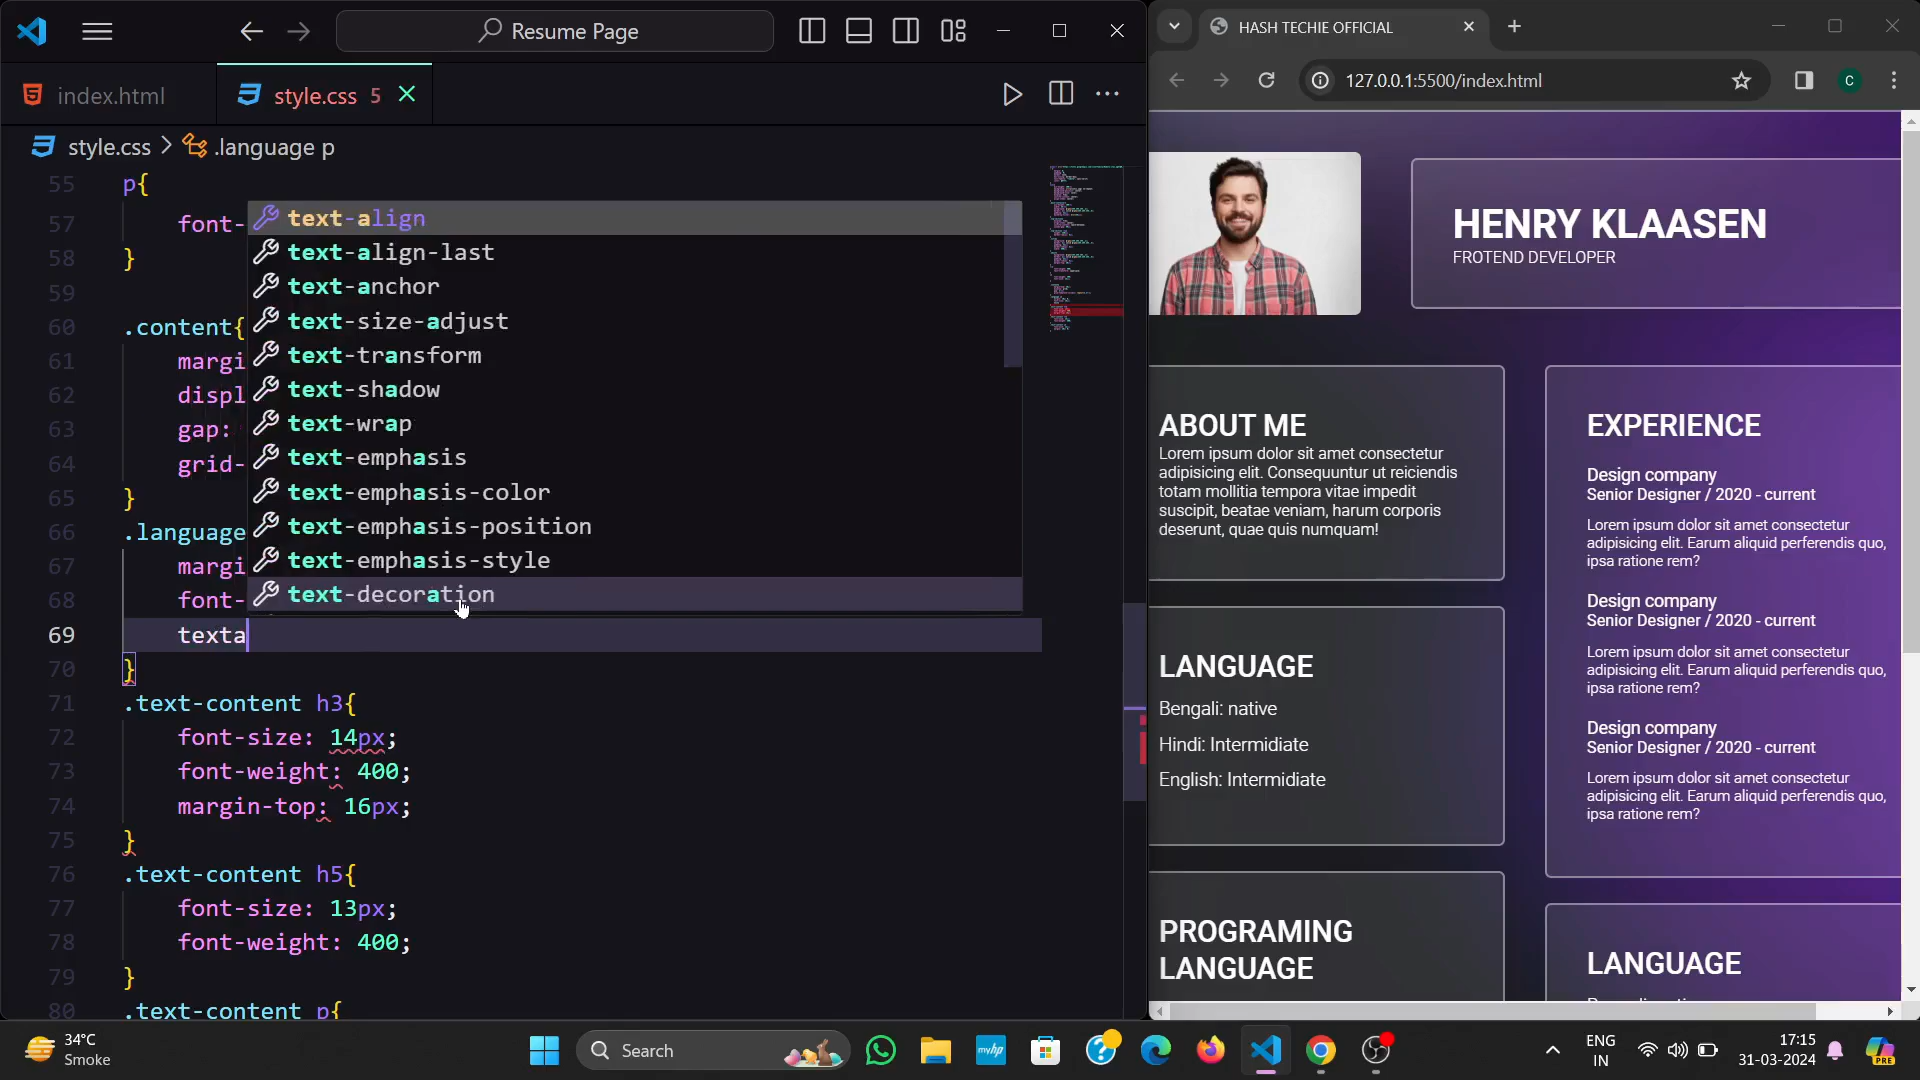 Resume Page
HASH TECHIE OFFICIAL
index.html
style.css 5
127.0.0.1:5500/index.html
C
style.css > .language p
55 p{
57 font-
58 }
59
60 .content{
61 margi
62 displ
63 gap:
64 grid-
65 }
66 .language
67 margi
68 font-
69 texta
70 }
71 .text-content h3{
72 font-size: 14px;
73 font-weight: 400;
74 margin-top: 16px;
75 }
76 .text-content h5{
77 font-size: 13px;
78 font-weight: 400;
79 }
80 .text-content p{
text-align
text-align-last
text-anchor
text-size-adjust
text-transform
text-shadow
text-wrap
text-emphasis
text-emphasis-color
text-emphasis-position
text-emphasis-style
text-decoration
HENRY KLAASEN
FROTEND DEVELOPER
ABOUT ME
Lorem ipsum dolor sit amet consectetur
adipisicing elit. Consequuntur ut reiciendis
totam mollitia tempora vitae impedit
suscipit, beatae veniam, harum corporis
deserunt, quae quis numquam!
LANGUAGE
Bengali: native
Hindi: Intermidiate
English: Intermidiate
PROGRAMING
LANGUAGE
EXPERIENCE
Design company
Senior Designer / 2020 - current
Lorem ipsum dolor sit amet consectetur
adipisicing elit. Earum aliquid perferendis quo,
ipsa ratione rem?
Design company
Senior Designer / 2020 - current
Lorem ipsum dolor sit amet consectetur
adipisicing elit. Earum aliquid perferendis quo,
ipsa ratione rem?
Design company
Senior Designer / 2020 - current
Lorem ipsum dolor sit amet consectetur
adipisicing elit. Earum aliquid perferendis quo,
ipsa ratione rem?
LANGUAGE
34°C
Smoke
Search
myhp
ENG
IN
17:15
31-03-2024
PRE